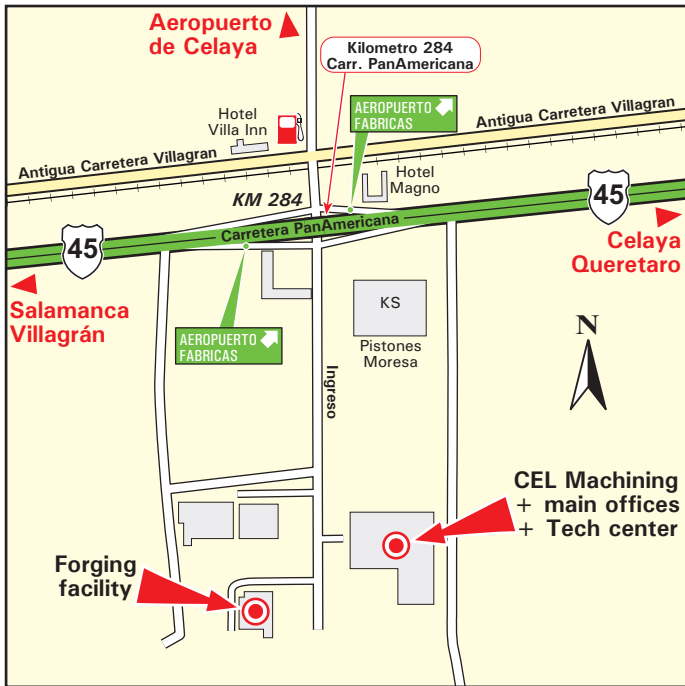 Aeropuerto
de Celaya
Kilometro 284
Carr. PanAmericana
Hotel
Villa Inn
AEROPUERTO
FABRICAS
Antigua Carretera Villagran
Antigua Carretera Villagran
Hotel
Magno
KM 284
45
Carretera PanAmericana
45
Celaya
Queretaro
Salamanca
Villagrán
KS
Pistones
Moresa
AEROPUERTO
FABRICAS
N
Ingreso
CEL Machining
+ main offices
+ Tech center
Forging
facility